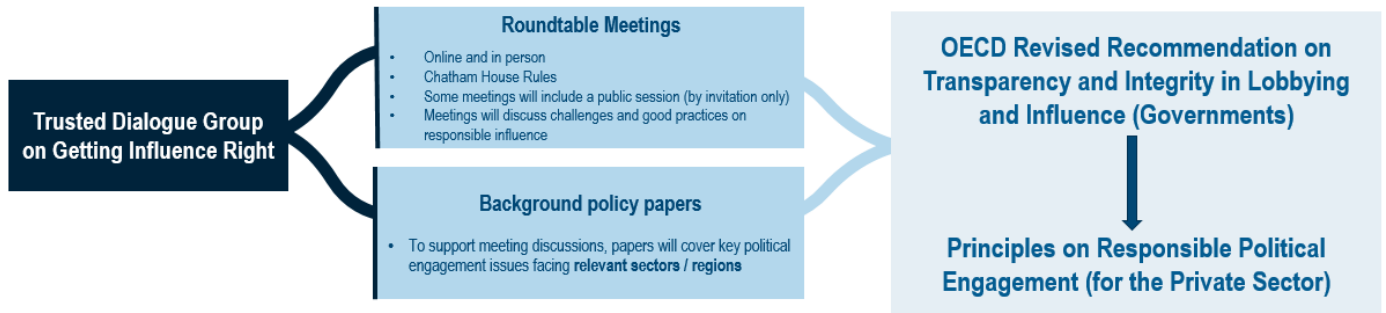 Trusted Dialogue Group
on Getting Influence Right
Roundtable Meetings
• Online and in person
• Chatham House Rules
• Some meetings will include a public session (by invitation only)
• Meetings will discuss challenges and good practices on
responsible influence
Background policy papers
• To support meeting discussions, papers will cover key political
engagement issues facing relevant sectors / regions
OECD Revised Recommendation on
Transparency and Integrity in Lobbying
and Influence (Governments)
Principles on Responsible Political
Engagement (for the Private Sector)